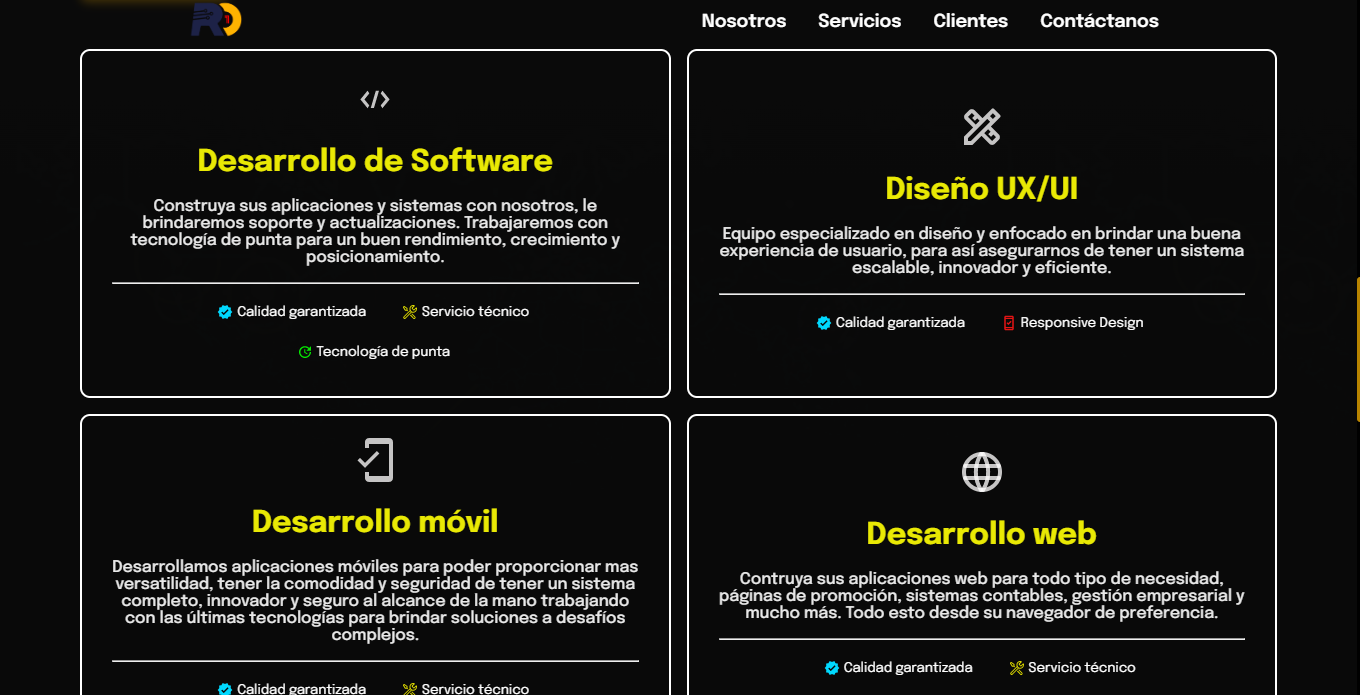 R 1
Nosotros Servicios Clientes Contáctanos
Desarrollo de Software
Construya sus aplicaciones y sistemas con nosotros, le
brindaremos soporte y actualizaciones. Trabajaremos con
tecnología de punta para un buen rendimiento, crecimiento y
posicionamiento.
Calidad garantizada Servicio técnico
Tecnología de punta
Diseño UX/UI
Equipo especializado en diseño y enfocado en brindar una buena
experiencia de usuario, para así asegurarnos de tener un sistema
escalable, innovador y eficiente.
Calidad garantizada Responsive Design
Desarrollo móvil
Desarrollamos aplicaciones móviles para poder proporcionar mas
versatilidad, tener la comodidad y seguridad de tener un sistema
completo, innovador y seguro al alcance de la mano trabajando
con las últimas tecnologías para brindar soluciones a desafíos
complejos.
Calidad garantizada Servicio técnico
Desarrollo web
Contruya sus aplicaciones web para todo tipo de necesidad,
páginas de promoción, sistemas contables, gestión empresarial y
mucho más. Todo esto desde su navegador de preferencia.
Calidad garantizada Servicio técnico